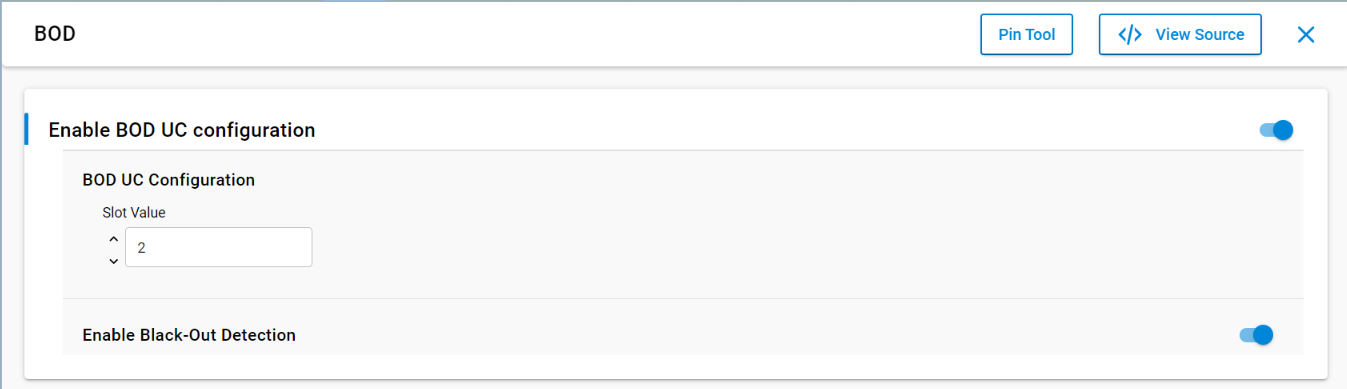 BOD
Pin Tool
</> View Source
Enable BOD UC configuration
BOD UC Configuration
Slot Value
2
Enable Black-Out Detection